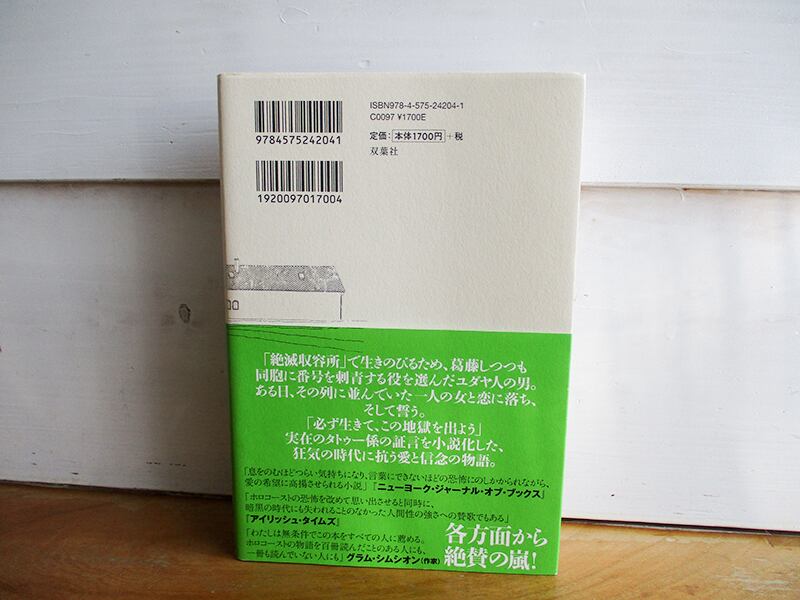 ISBN978-4-575-24204-1
C0097 ¥1700E
定価：本体1700円＋税
双葉社
9784575242041
1920097017004
「絶滅収容所」で生きのびるため、葛藤しつつも
同胞に番号を刺青する役を選んだユダヤ人の男。
ある日、その列に並んでいた一人の女と恋に落ち、
そして誓う。
「必ず生きて、この地獄を出よう」
実在のタトゥー係の証言を小説化した、
狂気の時代に抗う愛と信念の物語。
「息をのむほどつらい気持ちになり、言葉にできないほどの恐怖にのしかかられながら、
愛の希望に高揚させられる小説」「ニューヨーク・ジャーナル・オブ・ブックス」
「ホロコーストの恐怖を改めて思い出させると同時に、
暗黒の時代にも失われることのなかった人間性の強さへの賛歌でもある」
「アイリッシュ・タイムズ」
「わたしは無条件でこの本をすべての人に薦める。
ホロコーストの物語を百冊読んだことのある人にも、
一冊も読んでいない人にも」グラム・シムシオン（作家）
各方面から
絶賛の嵐！